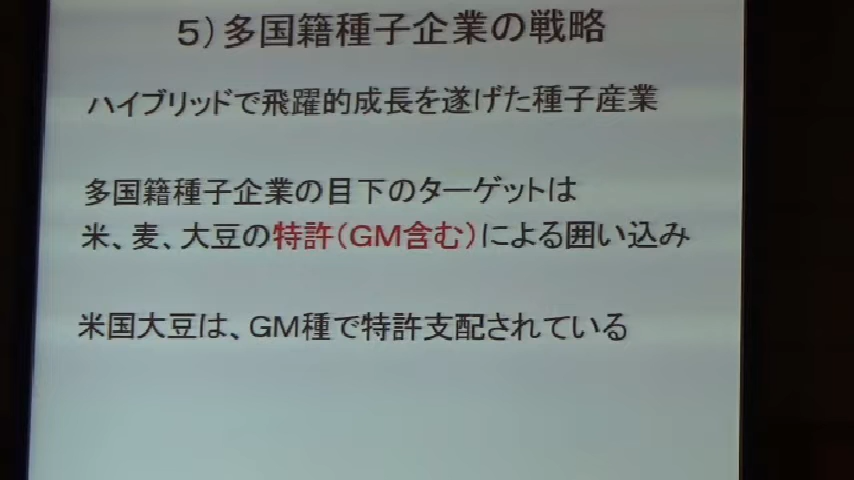 ５）多国籍種子企業の戦略
ハイブリッドで飛躍的成長を遂げた種子産業
多国籍種子企業の目下のターゲットは
米、麦、大豆の特許（ＧＭ含む）による囲い込み
米国大豆は、ＧＭ種で特許支配されている